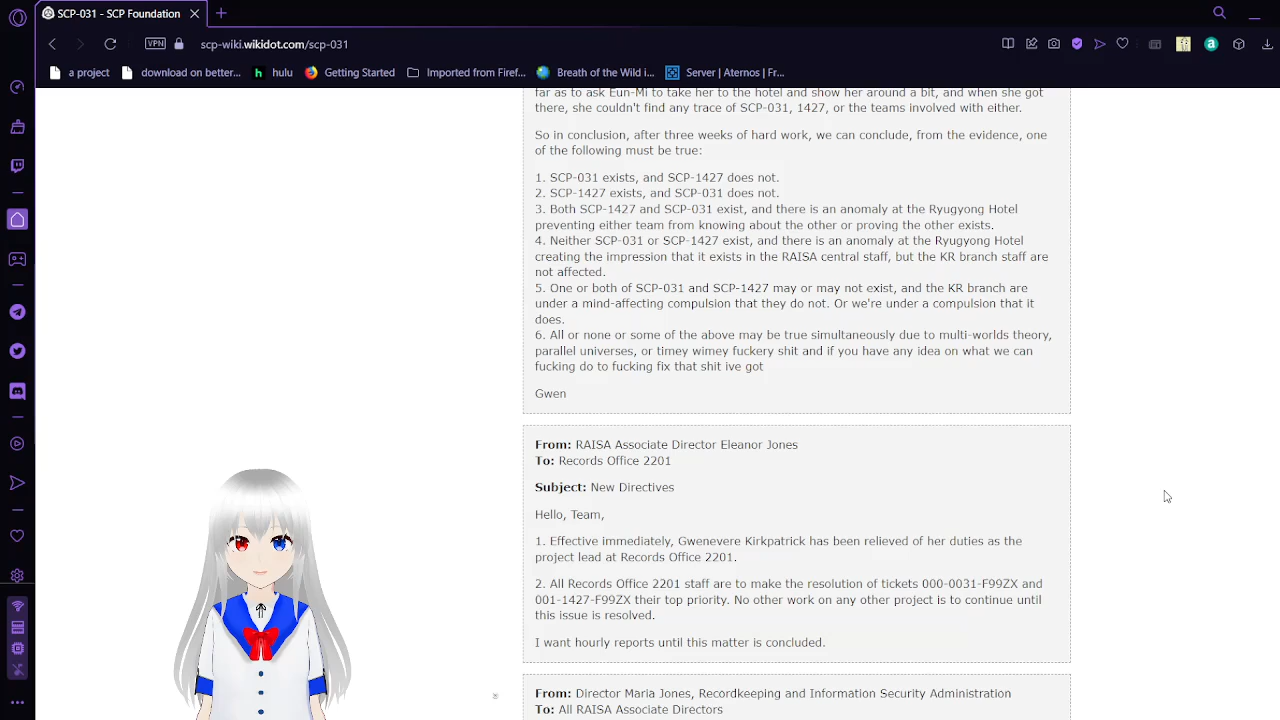 SCP-031 - SCP Foundation
VPN
scp-wiki.wikidot.com/scp-031
a project
download on better...
hulu
Getting Started
Imported from Firef...
Breath of the Wild i...
Server | Aternos | Fr...
far as to ask Eun-Mi to take her to the hotel and show her around a bit, and when she got
there, she couldn't find any trace of SCP-031, 1427, or the teams involved with either.
So in conclusion, after three weeks of hard work, we can conclude, from the evidence, one
of the following must be true:
1. SCP-031 exists, and SCP-1427 does not.
2. SCP-1427 exists, and SCP-031 does not.
3. Both SCP-1427 and SCP-031 exist, and there is an anomaly at the Ryugyong Hotel
preventing either team from knowing about the other or proving the other exists.
4. Neither SCP-031 or SCP-1427 exist, and there is an anomaly at the Ryugyong Hotel
creating the impression that it exists in the RAISA central staff, but the KR branch staff are
not affected.
5. One or both of SCP-031 and SCP-1427 may or may not exist, and the KR branch are
under a mind-affecting compulsion that they do not. Or we're under a compulsion that it
does.
6. All or none or some of the above may be true simultaneously due to multi-worlds theory,
parallel universes, or timey wimey fuckery shit and if you have any idea on what we can
fucking do to fucking fix that shit ive got
Gwen
From: RAISA Associate Director Eleanor Jones
To: Records Office 2201
Subject: New Directives
Hello, Team,
1. Effective immediately, Gwenevere Kirkpatrick has been relieved of her duties as the
project lead at Records Office 2201.
2. All Records Office 2201 staff are to make the resolution of tickets 000-0031-F99ZX and
001-1427-F99ZX their top priority. No other work on any other project is to continue until
this issue is resolved.
I want hourly reports until this matter is concluded.
From: Director Maria Jones, Recordkeeping and Information Security Administration
To: All RAISA Associate Directors